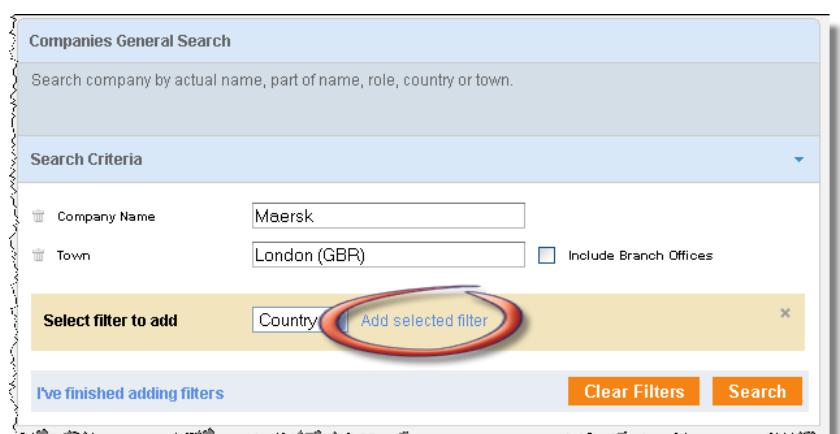 Companies General Search
Search company by actual name, part of name, role, country or town.
Search Criteria
Company Name Maersk
Town London (GBR) Include Branch Offices
Select filter to add Country Add selected filter
I've finished adding filters Clear Filters Search